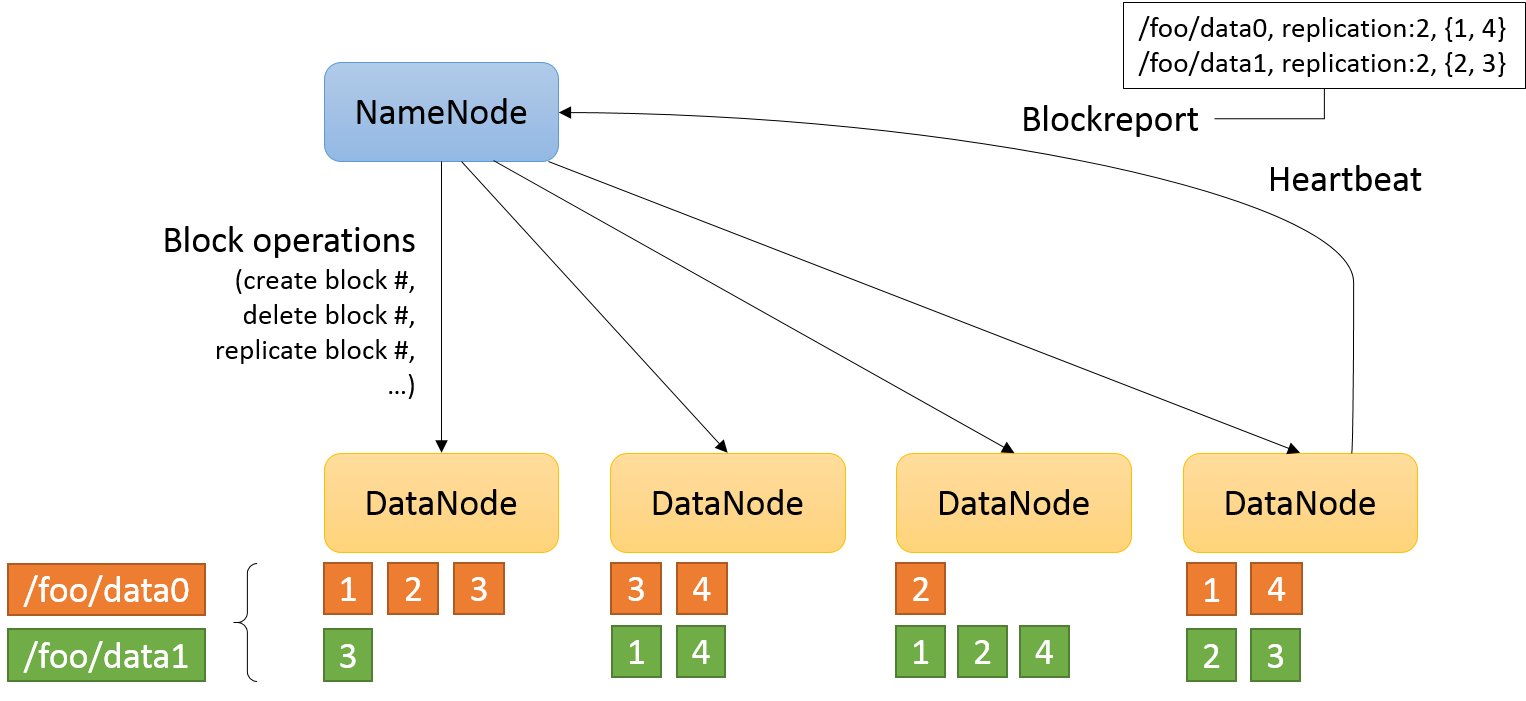 /foo/data0, replication:2, {1, 4}
/foo/data1, replication:2, {2, 3}
NameNode
Blockreport
Heartbeat
Block operations
(create block #,
delete block #,
replicate block #,
...)
DataNode DataNode DataNode DataNode
/foo/data0 1 2 3 3 4 2 1 4
/foo/data1 3 1 4 1 2 4 2 3